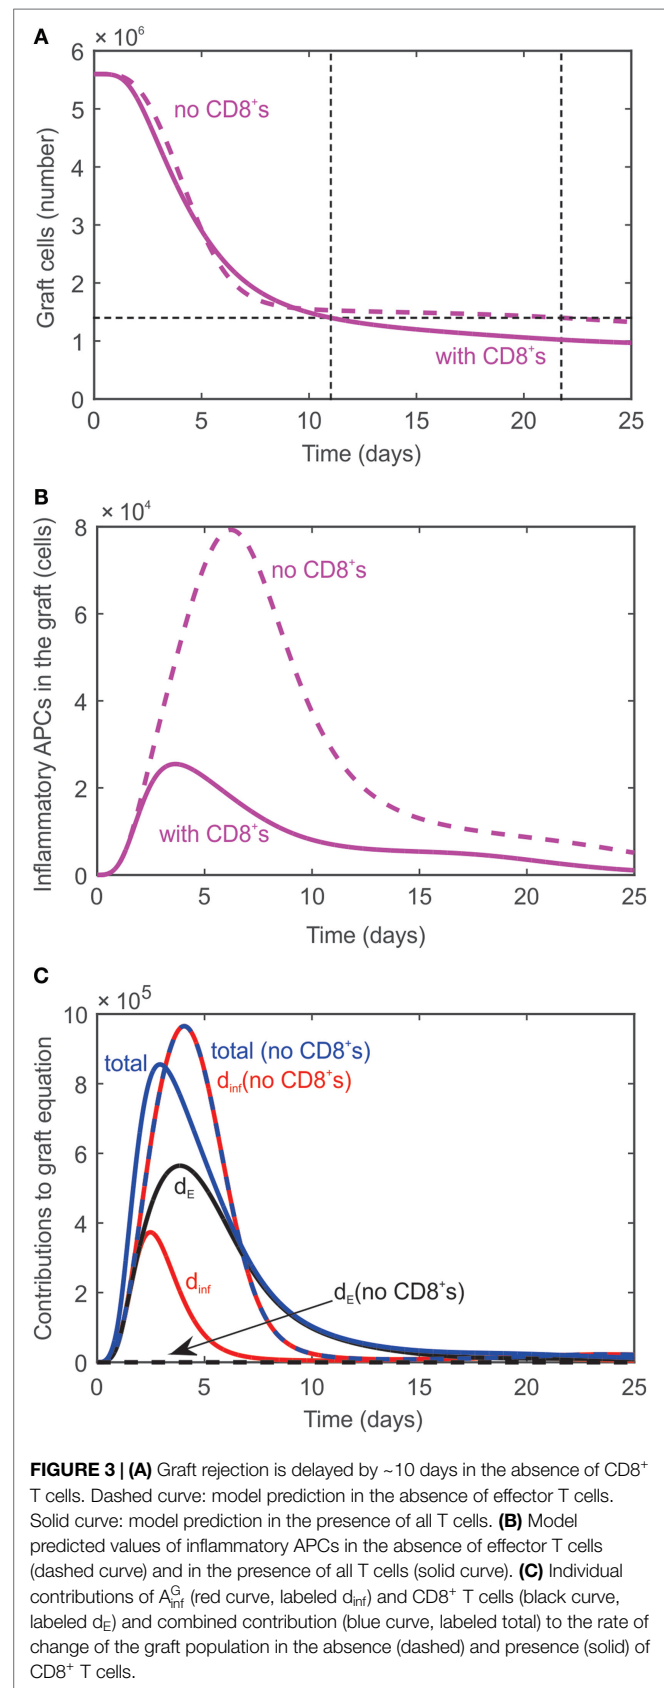 A
× 10⁶
6
5
4
3
2
1
0
no CD8⁺s
with CD8⁺s
Graft cells (number)
0 5 10 15 20 25
Time (days)
B
× 10⁴
8
6
4
2
0
no CD8⁺s
with CD8⁺s
Inflammatory APCs in the graft (cells)
0 5 10 15 20 25
Time (days)
C
× 10⁵
10
8
6
4
2
0
total
total (no CD8⁺s)
d_inf(no CD8⁺s)
d_E
d_inf
d_E(no CD8⁺s)
Contributions to graft equation
0 5 10 15 20 25
Time (days)
FIGURE 3 | (A) Graft rejection is delayed by ~10 days in the absence of CD8⁺
T cells. Dashed curve: model prediction in the absence of effector T cells.
Solid curve: model prediction in the presence of all T cells. (B) Model
predicted values of inflammatory APCs in the absence of effector T cells
(dashed curve) and in the presence of all T cells (solid curve). (C) Individual
contributions of A_inf^G (red curve, labeled d_inf) and CD8⁺ T cells (black curve,
labeled d_E) and combined contribution (blue curve, labeled total) to the rate of
change of the graft population in the absence (dashed) and presence (solid) of
CD8⁺ T cells.